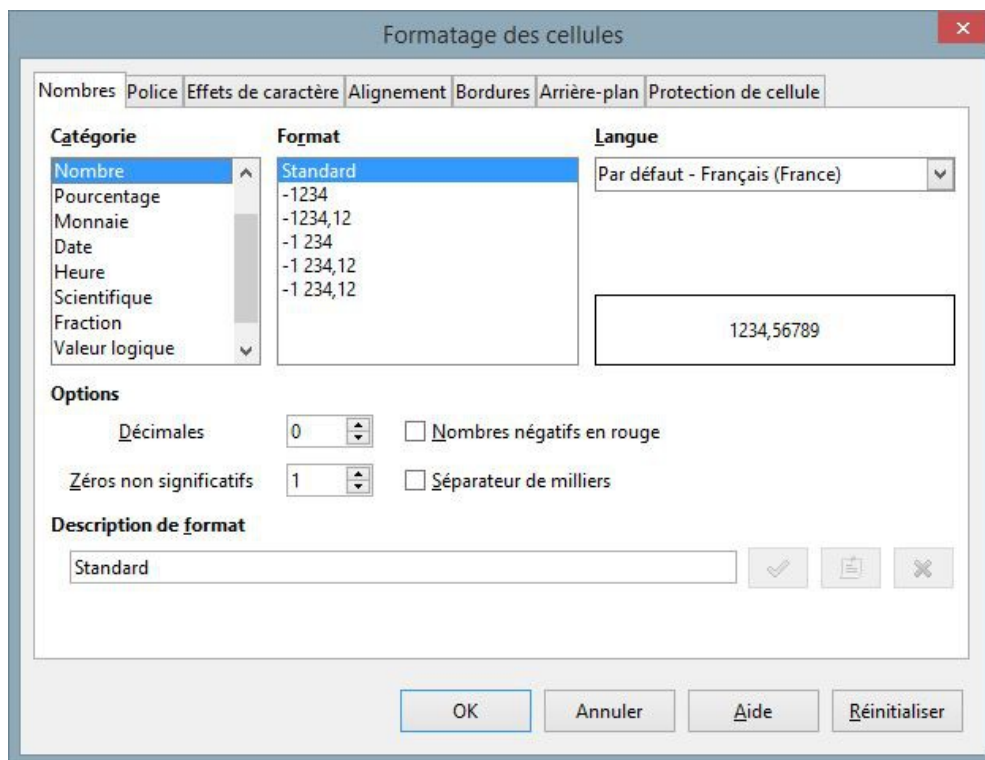 Formatage des cellules
Nombres Police Effets de caractère Alignement Bordures Arrière-plan Protection de cellule
Catégorie
Nombre
Pourcentage
Monnaie
Date
Heure
Scientifique
Fraction
Valeur logique
Format
Standard
-1234
-1234,12
-1 234
-1 234,12
-1 234,12
Langue
Par défaut - Français (France)
1234,56789
Options
Décimales 0 Nombres négatifs en rouge
Zéros non significatifs 1 Séparateur de milliers
Description de format
Standard
OK Annuler Aide Réinitialiser